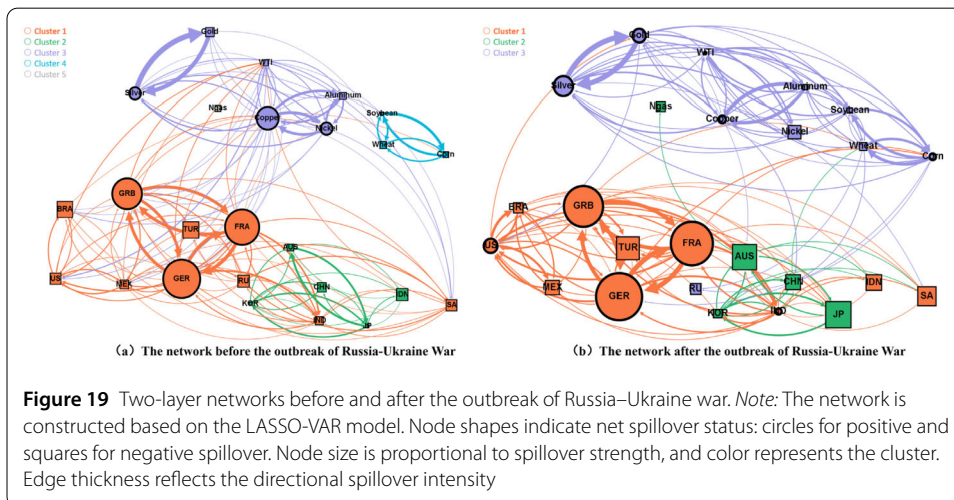 Cluster 1
Cluster 2
Cluster 3
Cluster 4
Cluster 5
Gold
Silver
WTI
Ngas
Aluminum
Copper
Nickel
Soybean
Wheat
Corn
GRB
BRA
TUR
FRA
AUS
US
MEX
GER
RU
CHN
KOR
IDN
IND
JP
SA
(a) The network before the outbreak of Russia-Ukraine War
Cluster 1
Cluster 2
Cluster 3
Gold
WTI
Silver
Aluminum
Ngas
Copper
Soybean
Nickel
Wheat
Corn
BRA
GRB
US
TUR
FRA
AUS
MEX
GER
RU
CHN
IDN
SA
KOR
IND
JP
(b) The network after the outbreak of Russia-Ukraine War
Figure 19 Two-layer networks before and after the outbreak of Russia–Ukraine war. Note: The network is
constructed based on the LASSO-VAR model. Node shapes indicate net spillover status: circles for positive and
squares for negative spillover. Node size is proportional to spillover strength, and color represents the cluster.
Edge thickness reflects the directional spillover intensity